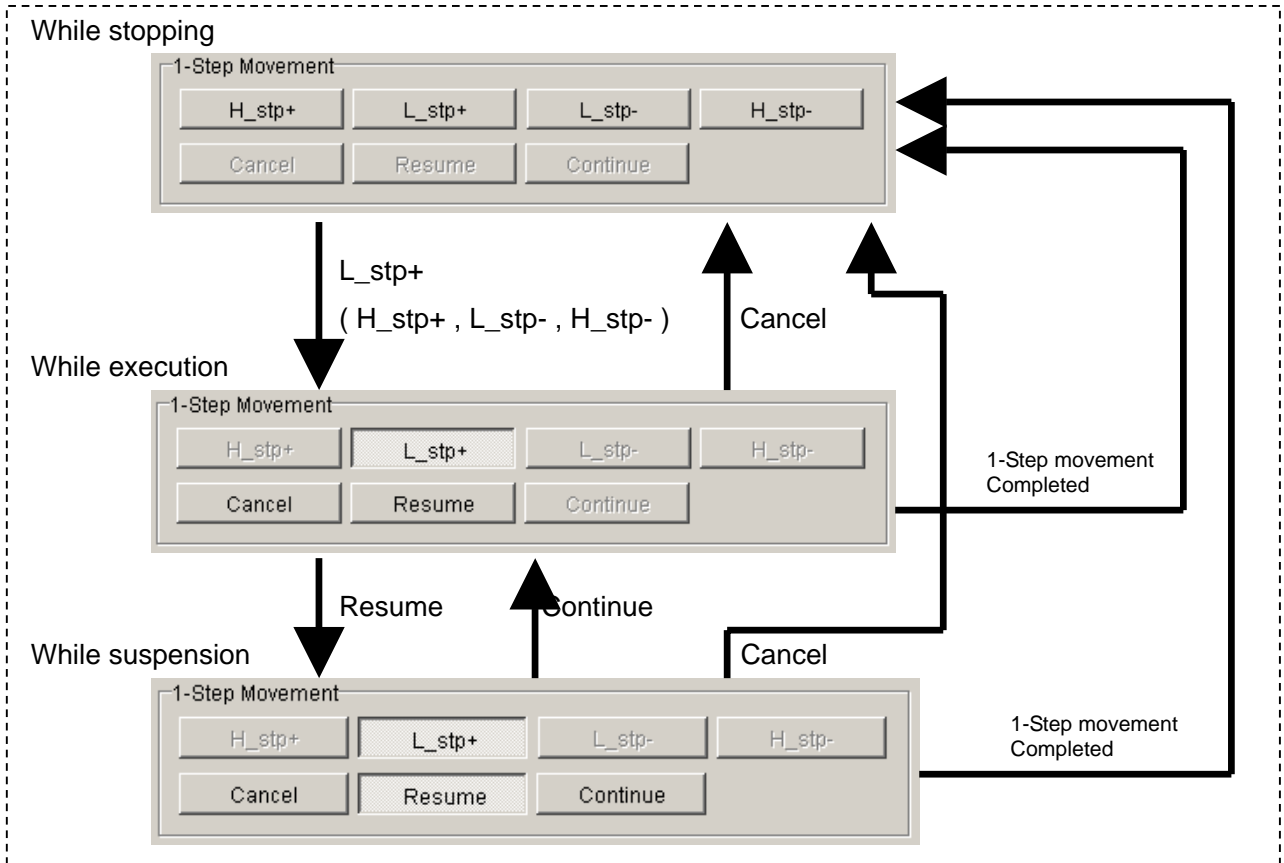 While stopping
1-Step Movement
H_stp+ L_stp+ L_stp- H_stp-
Cancel Resume Continue
L_stp+
( H_stp+ , L_stp- , H_stp- )
Cancel
While execution
1-Step Movement
H_stp+ L_stp+ L_stp- H_stp-
Cancel Resume Continue
1-Step movement
Completed
Resume
Continue
While suspension
Cancel
1-Step Movement
H_stp+ L_stp+ L_stp- H_stp-
Cancel Resume Continue
1-Step movement
Completed